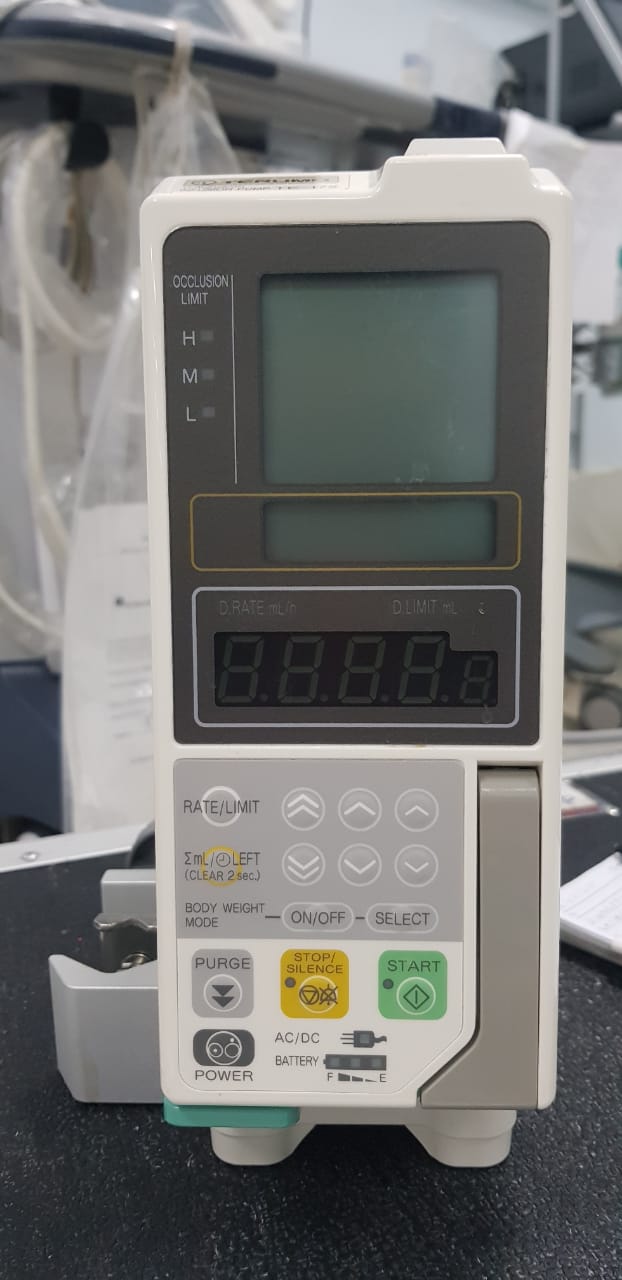 TERUMO
OCCLUSION
LIMIT
H
M
L
D.RATE mL/h
D.LIMIT mL
RATE/LIMIT
ΣmL/LEFT
(CLEAR 2 sec.)
BODY WEIGHT
MODE
ON/OFF
SELECT
PURGE
STOP/
SILENCE
START
POWER
AC/DC
BATTERY
F
E